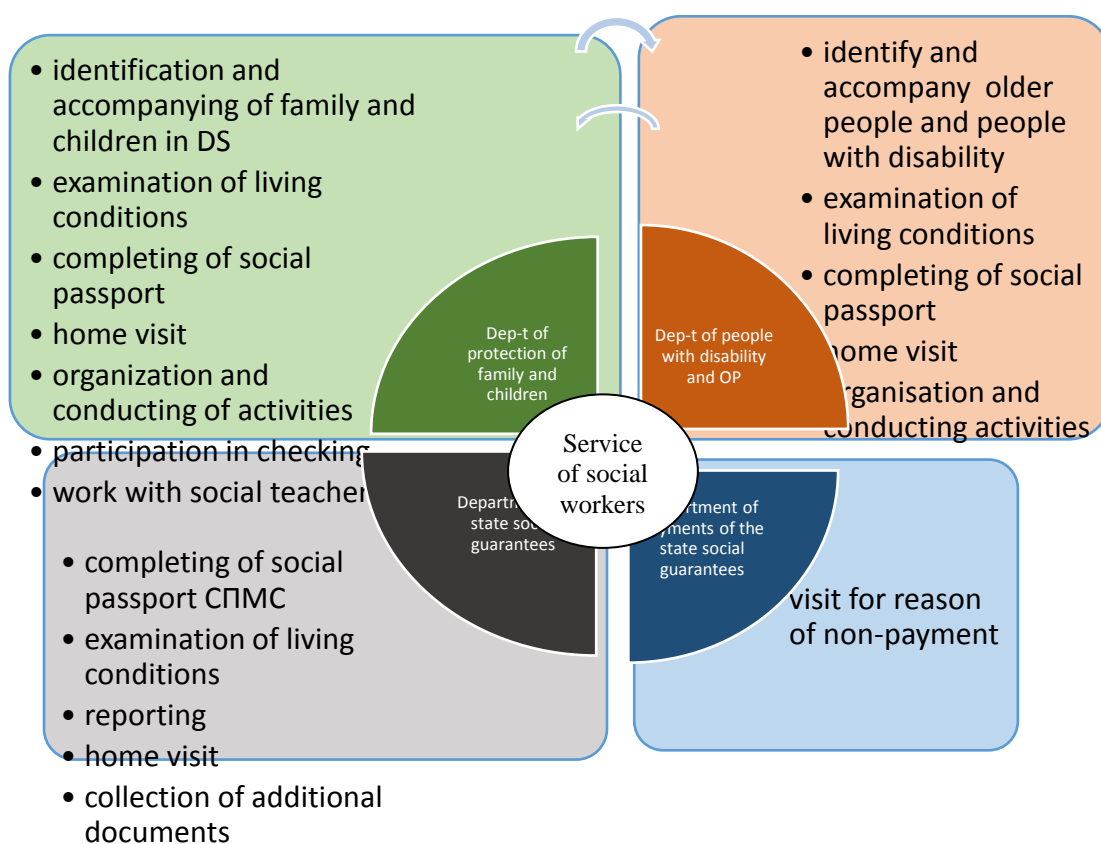 • identification and
accompanying of family and
children in DS
• examination of living
conditions
• completing of social
passport
• home visit
• organization and
conducting of activities
• participation in checking
• work with social teacher
• identify and
accompany older
people and people
with disability
• examination of
living conditions
• completing of social
passport
home visit
rganisation and
conducting activities
Dep-t of
protection of
family and
children
Dep-t of people
with disability
and OP
Service
of social
workers
Departm
state soc
guarantees
rtment of
yments of the
state social
guarantees
• completing of social
passport СПМС
• examination of living
conditions
• reporting
• home visit
• collection of additional
documents
visit for reason
of non-payment